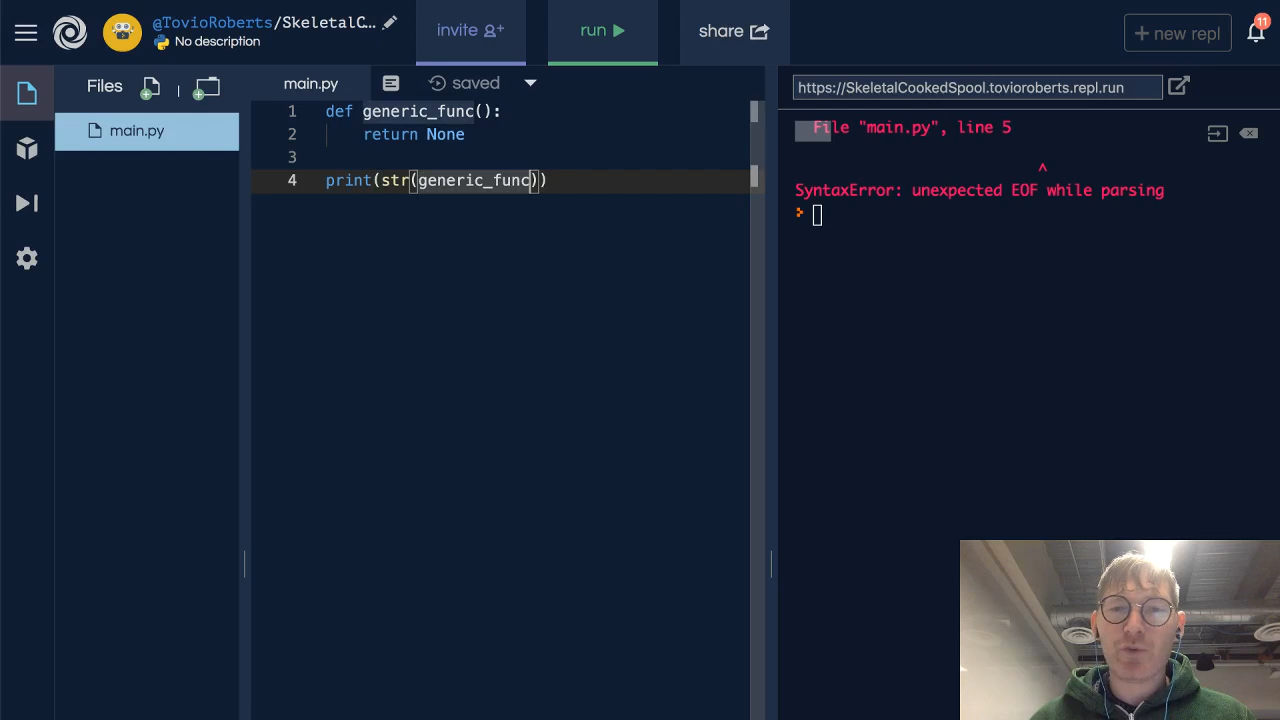 @TovioRoberts/SkeletalC...
No description
invite
run
share
+ new repl
11
Files
main.py
main.py
saved
1 def generic_func():
2 return None
3
4 print(str(generic_func))
https://SkeletalCookedSpool.tovioroberts.repl.run
File "main.py", line 5
^
SyntaxError: unexpected EOF while parsing